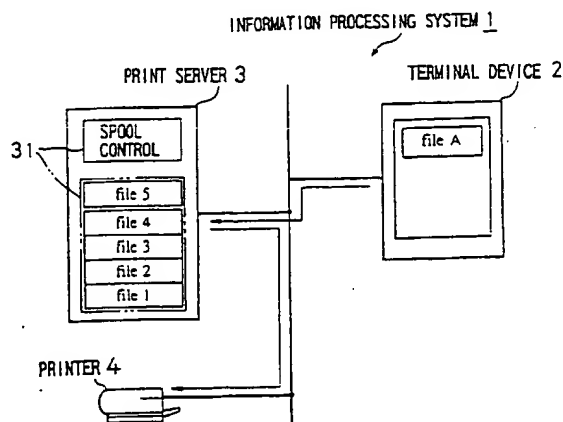 INFORMATION PROCESSING SYSTEM 1
PRINT SERVER 3
TERMINAL DEVICE 2
31
SPOOL
CONTROL
file A
file 5
file 4
file 3
file 2
file 1
PRINTER 4